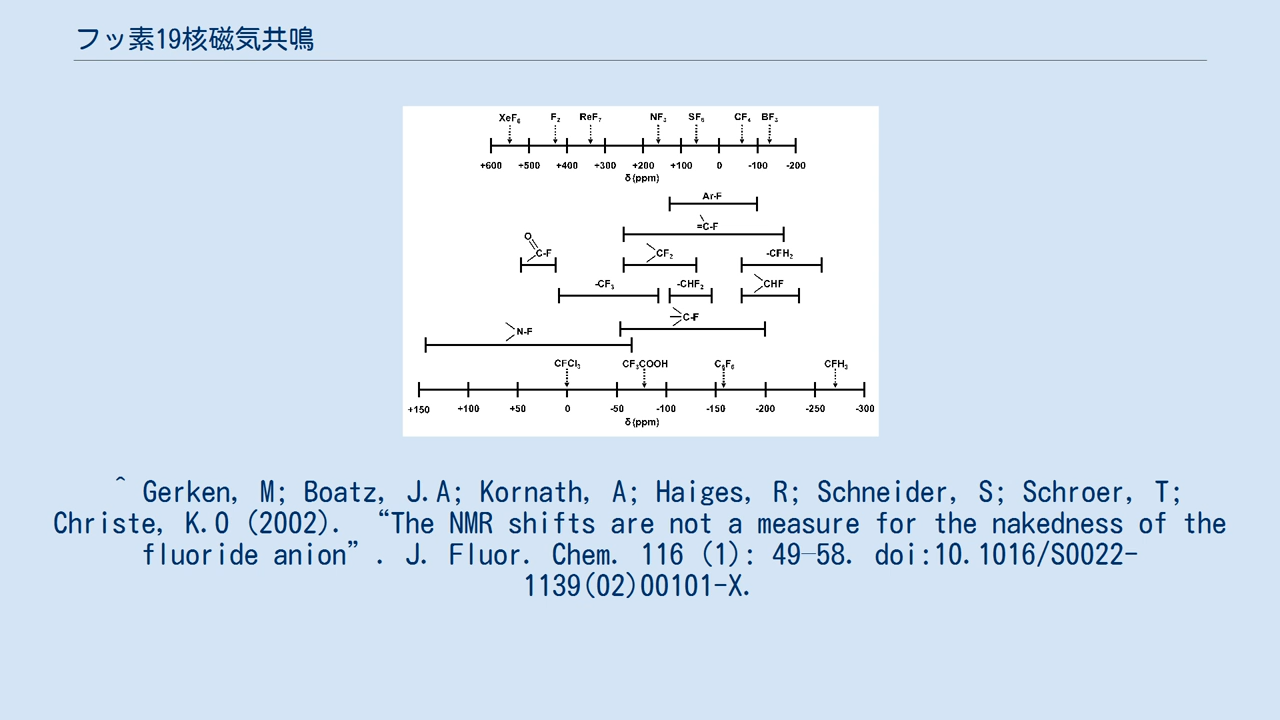 フッ素19核磁気共鳴
XeF6 F2 ReF7 NF3 SF6 CF4 BF3
+600 +500 +400 +300 +200 +100 0 -100 -200
δ(ppm)
Ar-F
=C-F
O
C-F
CF2
-CFH2
-CF3
-CHF2
CHF
C-F
N-F
CFCl3 CF3COOH C6F6 CFH3
+150 +100 +50 0 -50 -100 -150 -200 -250 -300
δ(ppm)
^ Gerken, M; Boatz, J.A; Kornath, A; Haiges, R; Schneider, S; Schroer, T;
Christe, K.O (2002). “The NMR shifts are not a measure for the nakedness of the
fluoride anion”. J. Fluor. Chem. 116 (1): 49–58. doi:10.1016/S0022-
1139(02)00101-X.